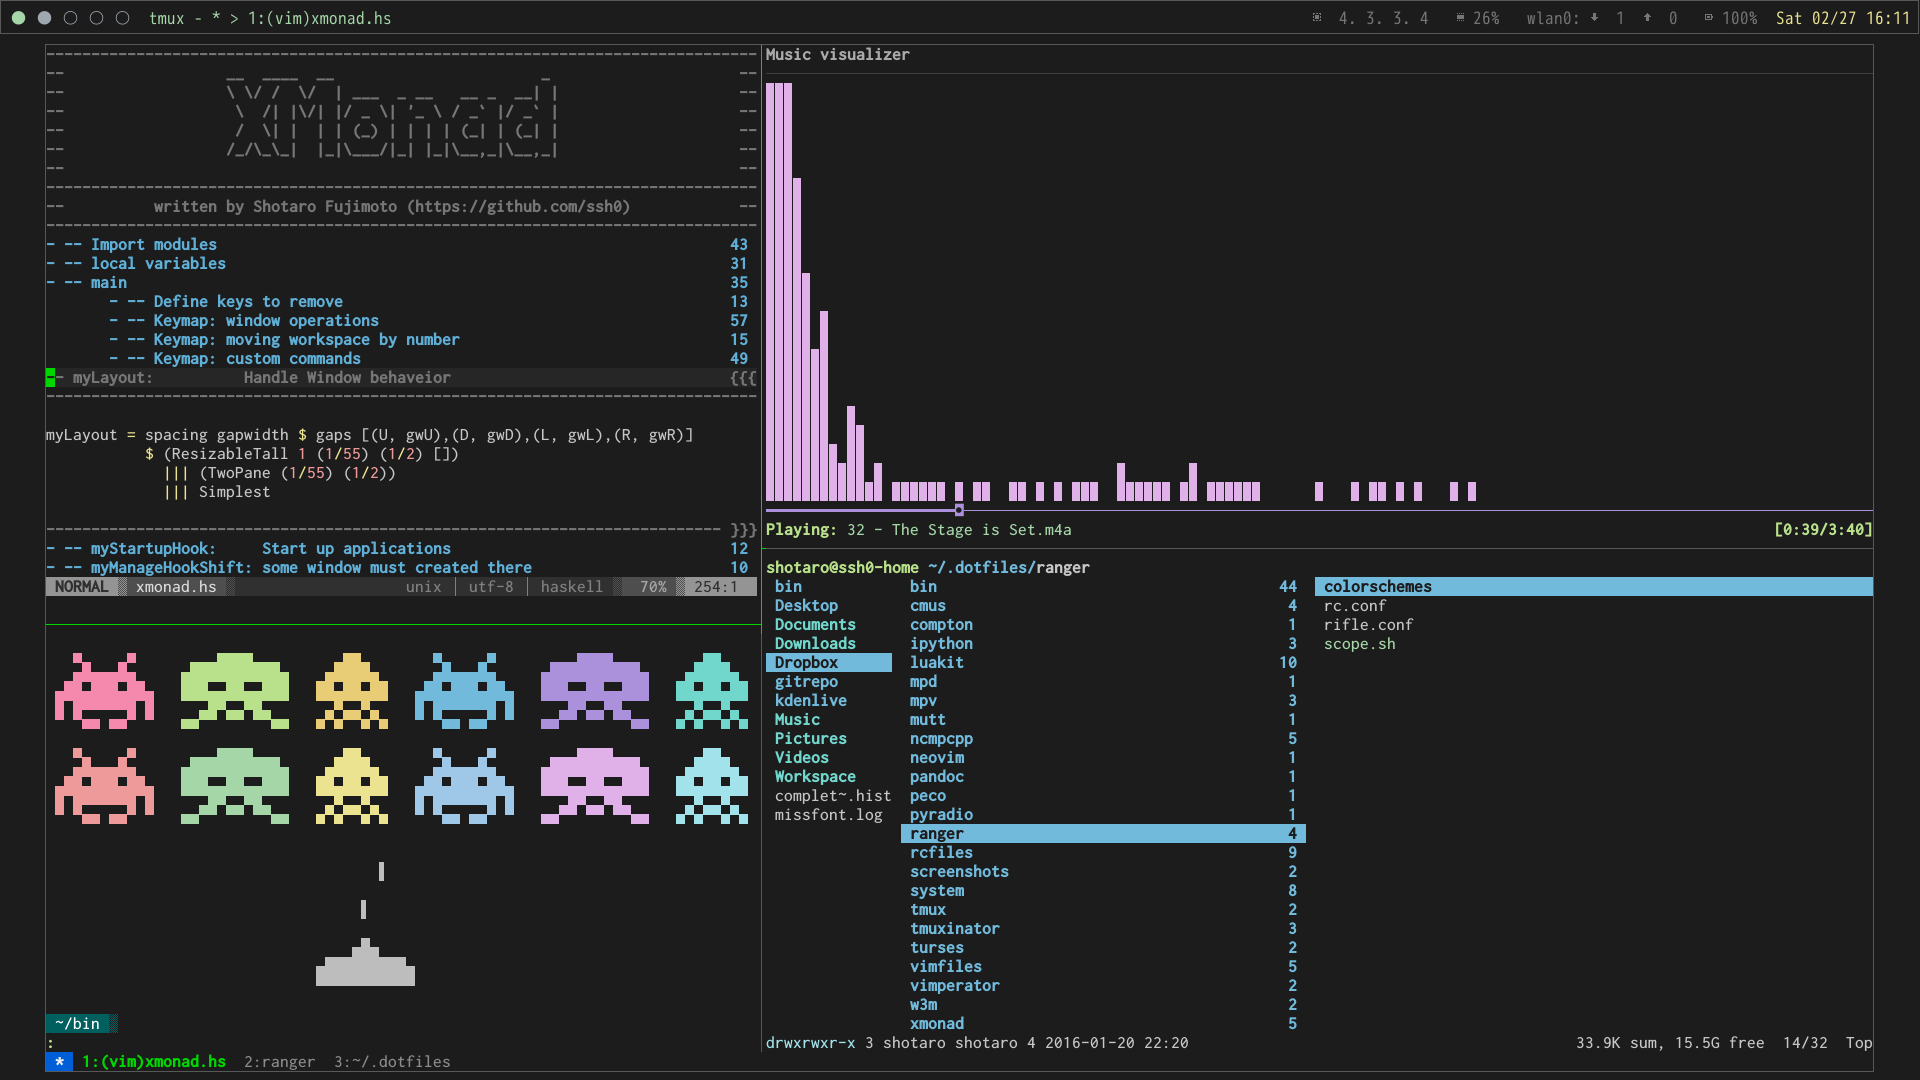 tmux - * > 1:(vim)xmonad.hs
4. 3. 3. 4 26% wlan0: 1 0 100% Sat 02/27 16:11
XMonad
-- written by Shotaro Fujimoto (https://github.com/ssh0) --
- -- Import modules 43
- -- local variables 31
- -- main 35
- -- Define keys to remove 13
- -- Keymap: window operations 57
- -- Keymap: moving workspace by number 15
- -- Keymap: custom commands 49
-- myLayout: Handle Window behaveior {{{
myLayout = spacing gapwidth $ gaps [(U, gwU),(D, gwD),(L, gwL),(R, gwR)]
$ (ResizableTall 1 (1/55) (1/2) [])
||| (TwoPane (1/55) (1/2))
||| Simplest
}}}
- -- myStartupHook: Start up applications 12
- -- myManageHookShift: some window must created there 10
NORMAL xmonad.hs unix utf-8 haskell 70% 254:1
~/bin
:
* 1:(vim)xmonad.hs 2:ranger 3:~/.dotfiles
Music visualizer
Playing: 32 - The Stage is Set.m4a [0:39/3:40]
shotaro@ssh0-home ~/.dotfiles/ranger
bin bin 44 colorschemes
Desktop cmus 4 rc.conf
Documents compton 1 rifle.conf
Downloads ipython 3 scope.sh
Dropbox luakit 10
gitrepo mpd 1
kdenlive mpv 3
Music mutt 1
Pictures ncmpcpp 5
Videos neovim 1
Workspace pandoc 1
complet~.hist peco 1
missfont.log pyradio 1
ranger 4
rcfiles 9
screenshots 2
system 8
tmux 2
tmuxinator 3
turses 2
vimfiles 5
vimperator 2
w3m 2
xmonad 5
drwxrwxr-x 3 shotaro shotaro 4 2016-01-20 22:20 33.9K sum, 15.5G free 14/32 Top